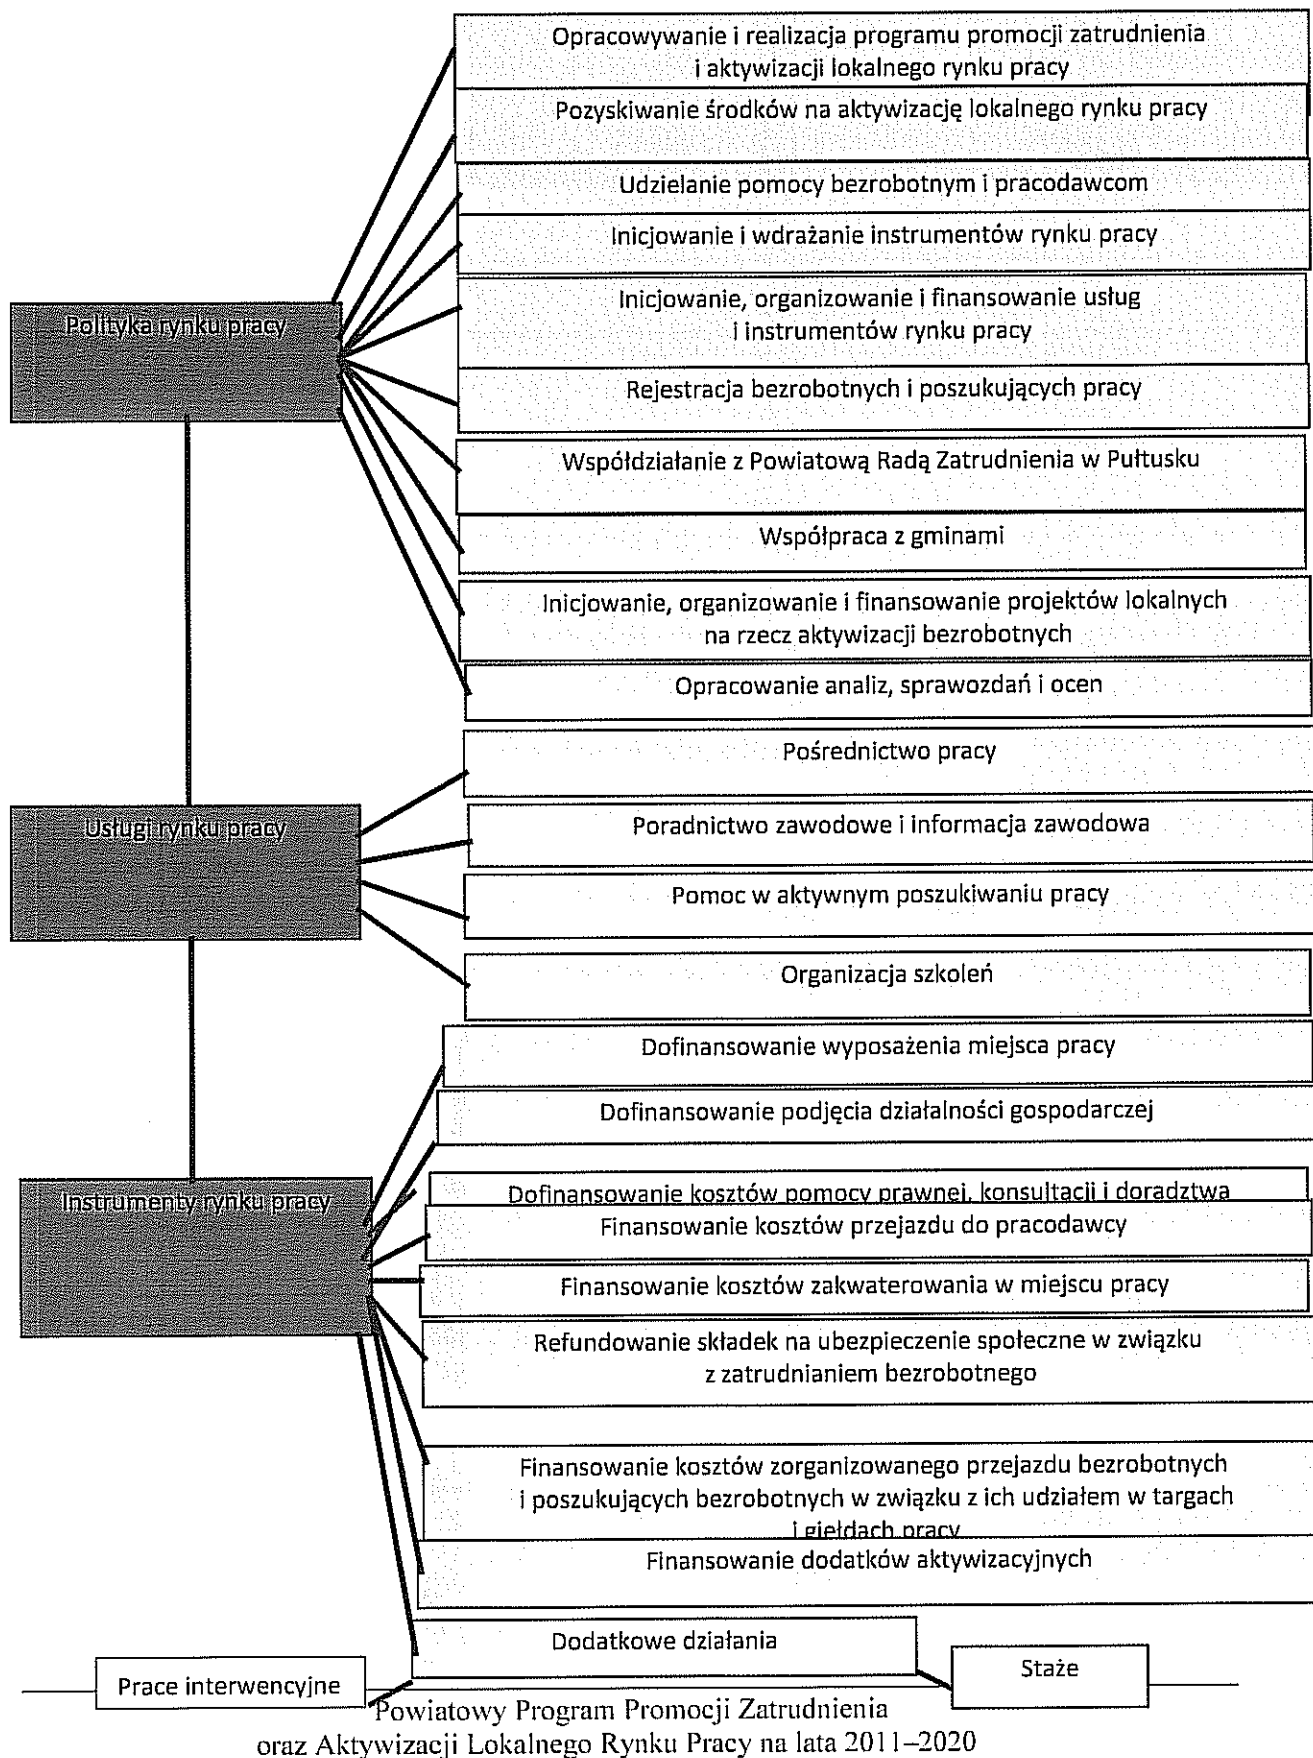 Opracowywanie i realizacja programu promocji zatrudnienia
i aktywizacji lokalnego rynku pracy
Pozyskiwanie środków na aktywizację lokalnego rynku pracy
Udzielanie pomocy bezrobotnym i pracodawcom
Inicjowanie i wdrażanie instrumentów rynku pracy
Inicjowanie, organizowanie i finansowanie usług
i instrumentów rynku pracy
Polityka rynku pracy
Rejestracja bezrobotnych i poszukujących pracy
Współdziałanie z Powiatową Radą Zatrudnienia w Pułtusku
Współpraca z gminami
Inicjowanie, organizowanie i finansowanie projektów lokalnych
na rzecz aktywizacji bezrobotnych
Opracowanie analiz, sprawozdań i ocen
Pośrednictwo pracy
Usługi rynku pracy
Poradnictwo zawodowe i informacja zawodowa
Pomoc w aktywnym poszukiwaniu pracy
Organizacja szkoleń
Dofinansowanie wyposażenia miejsca pracy
Dofinansowanie podjęcia działalności gospodarczej
Instrumenty rynku pracy
Dofinansowanie kosztów pomocy prawnej, konsultacji i doradztwa
Finansowanie kosztów przejazdu do pracodawcy
Finansowanie kosztów zakwaterowania w miejscu pracy
Refundowanie składek na ubezpieczenie społeczne w związku
z zatrudnianiem bezrobotnego
Finansowanie kosztów zorganizowanego przejazdu bezrobotnych
i poszukujących bezrobotnych w związku z ich udziałem w targach
i giełdach pracy
Finansowanie dodatków aktywizacyjnych
Dodatkowe działania
Prace interwencyjne
Staże
Powiatowy Program Promocji Zatrudnienia
oraz Aktywizacji Lokalnego Rynku Pracy na lata 2011–2020